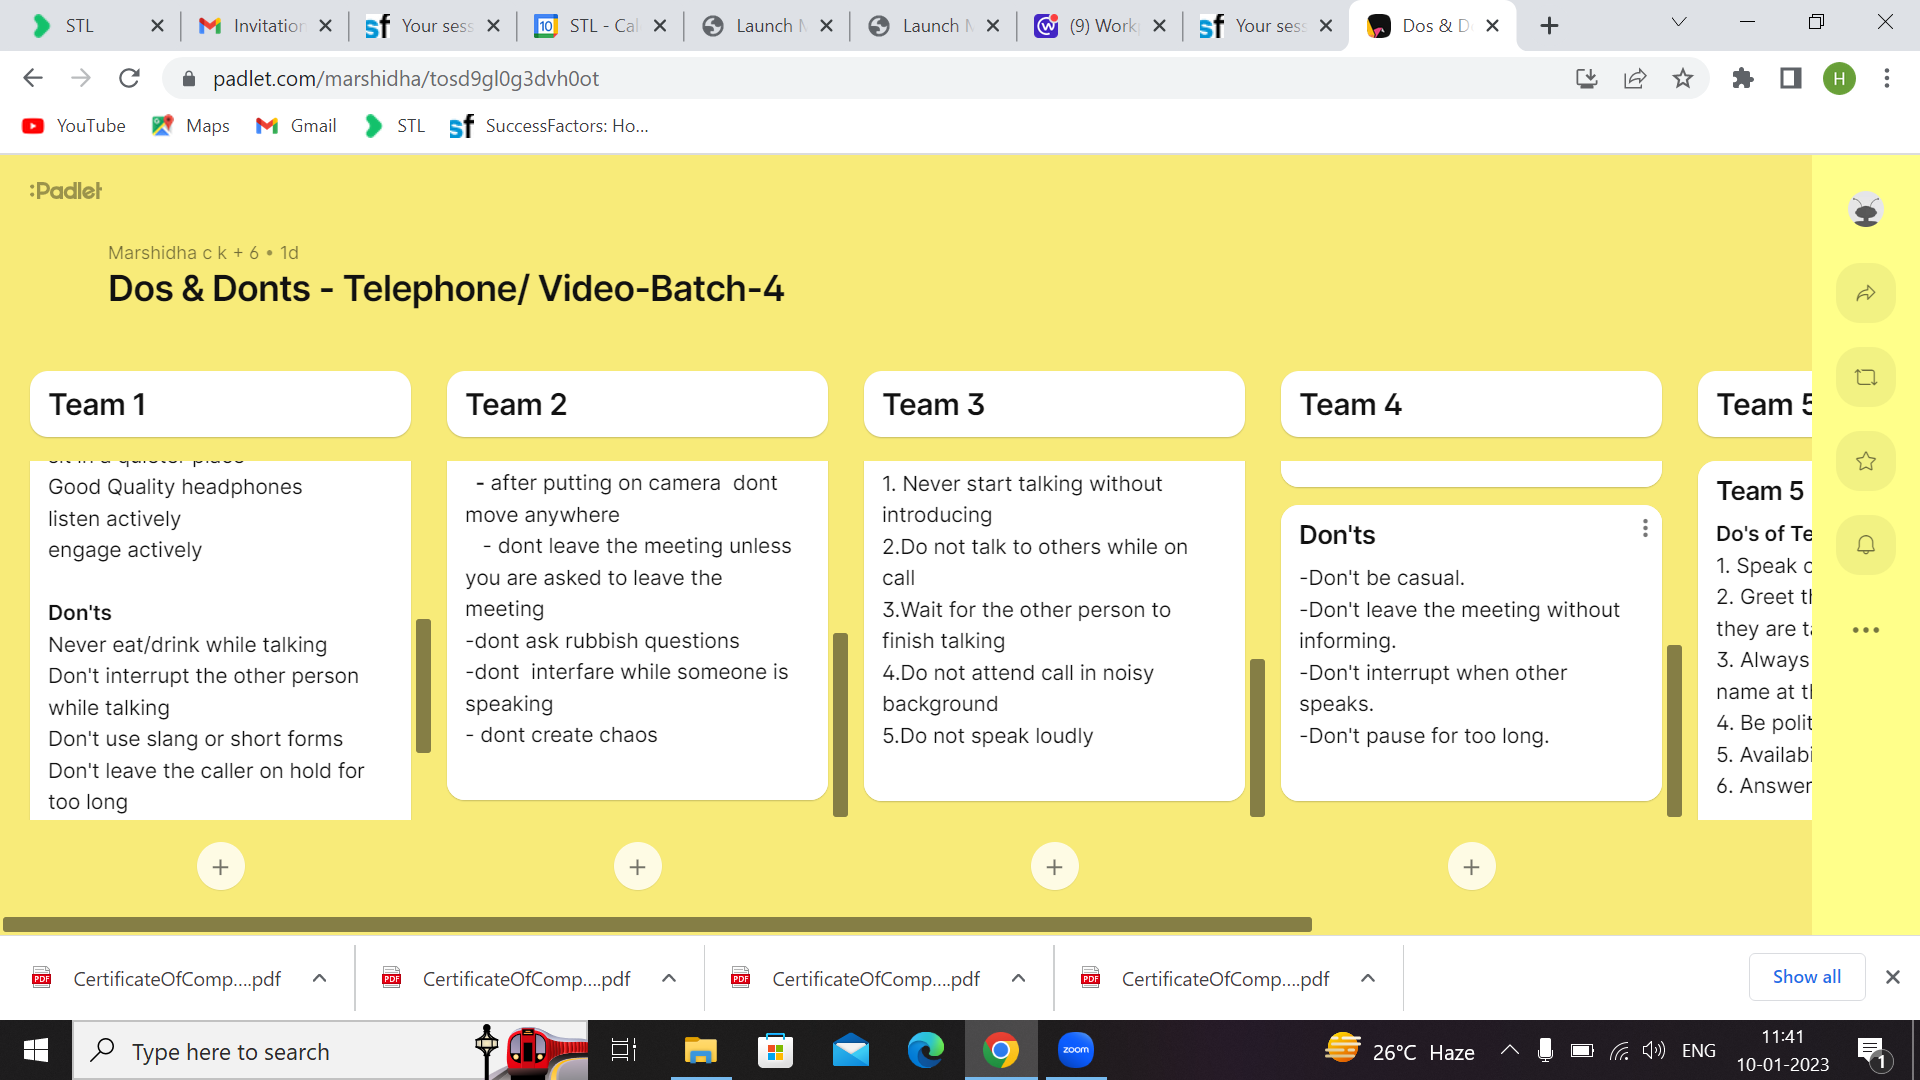 STL
Invitation
Your sess
STL - Cal
Launch M
Launch M
(9) Work
Your sess
Dos & D
padlet.com/marshidha/tosd9gl0g3dvh0ot
H
YouTube
Maps
Gmail
STL
SuccessFactors: Ho...
:Padlet
Marshidha c k + 6 • 1d
Dos & Donts - Telephone/ Video-Batch-4
Team 1
sit in a quieter place
Good Quality headphones
listen actively
engage actively
Don'ts
Never eat/drink while talking
Don't interrupt the other person
while talking
Don't use slang or short forms
Don't leave the caller on hold for
too long
Team 2
- after putting on camera  dont
move anywhere
- dont leave the meeting unless
you are asked to leave the
meeting
-dont ask rubbish questions
-dont  interfare while someone is
speaking
- dont create chaos
Team 3
1. Never start talking without
introducing
2.Do not talk to others while on
call
3.Wait for the other person to
finish talking
4.Do not attend call in noisy
background
5.Do not speak loudly
Team 4
Don'ts
-Don't be casual.
-Don't leave the meeting without
informing.
-Don't interrupt when other
speaks.
-Don't pause for too long.
Team 5
Team 5
Do's of Te
1. Speak c
2. Greet th
they are ta
3. Always
name at th
4. Be polit
5. Availabi
6. Answer
CertificateOfComp....pdf
CertificateOfComp....pdf
CertificateOfComp....pdf
CertificateOfComp....pdf
Show all
Type here to search
zoom
26°C Haze
ENG
11:41
10-01-2023
1